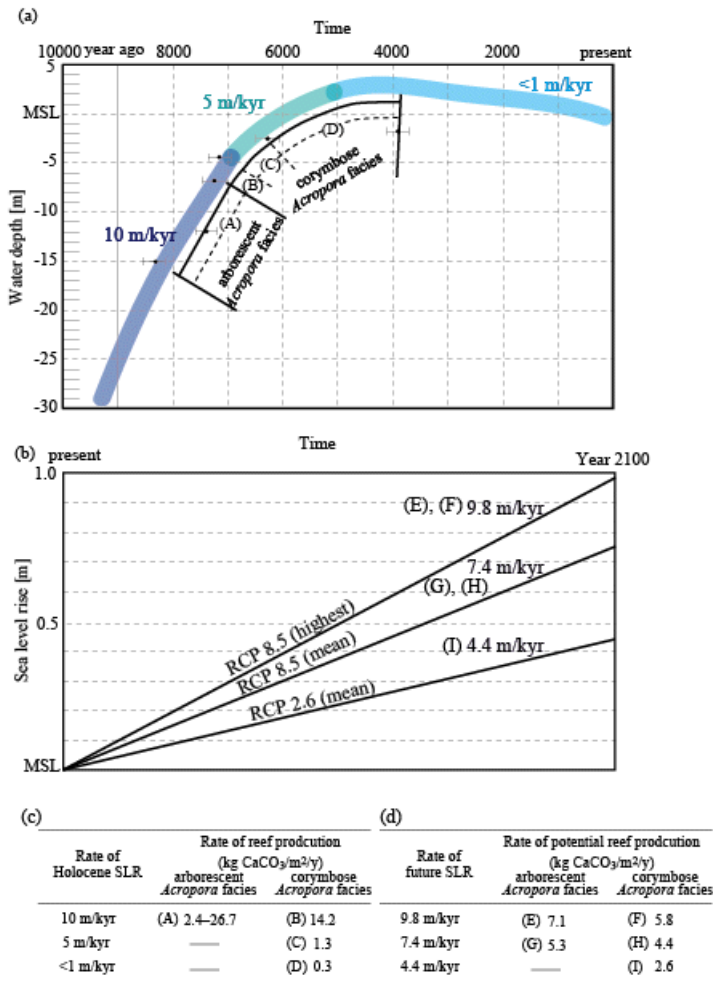 (a)
Time
10000 year ago 8000 6000 4000 2000 present
5
MSL
-5
-10
-15
-20
-25
-30
Water depth [m]
10 m/kyr
5 m/kyr
<1 m/kyr
(A)
(B)
(C)
(D)
arborescent
Acropora facies
corymbose
Acropora facies
(b)
Time
present Year 2100
1.0
0.5
MSL
Sea level rise [m]
(E), (F) 9.8 m/kyr
7.4 m/kyr
(G), (H)
(I) 4.4 m/kyr
RCP 8.5 (highest)
RCP 8.5 (mean)
RCP 2.6 (mean)
(c)
Rate of
Holocene SLR
Rate of reef prodcution
(kg CaCO3/m2/y)
arborescent corymbose
Acropora facies Acropora facies
10 m/kyr (A) 2.4–26.7 (B) 14.2
5 m/kyr — (C) 1.3
<1 m/kyr — (D) 0.3
(d)
Rate of
future SLR
Rate of potential reef prodcution
(kg CaCO3/m2/y)
arborescent corymbose
Acropora facies Acropora facies
9.8 m/kyr (E) 7.1 (F) 5.8
7.4 m/kyr (G) 5.3 (H) 4.4
4.4 m/kyr — (I) 2.6